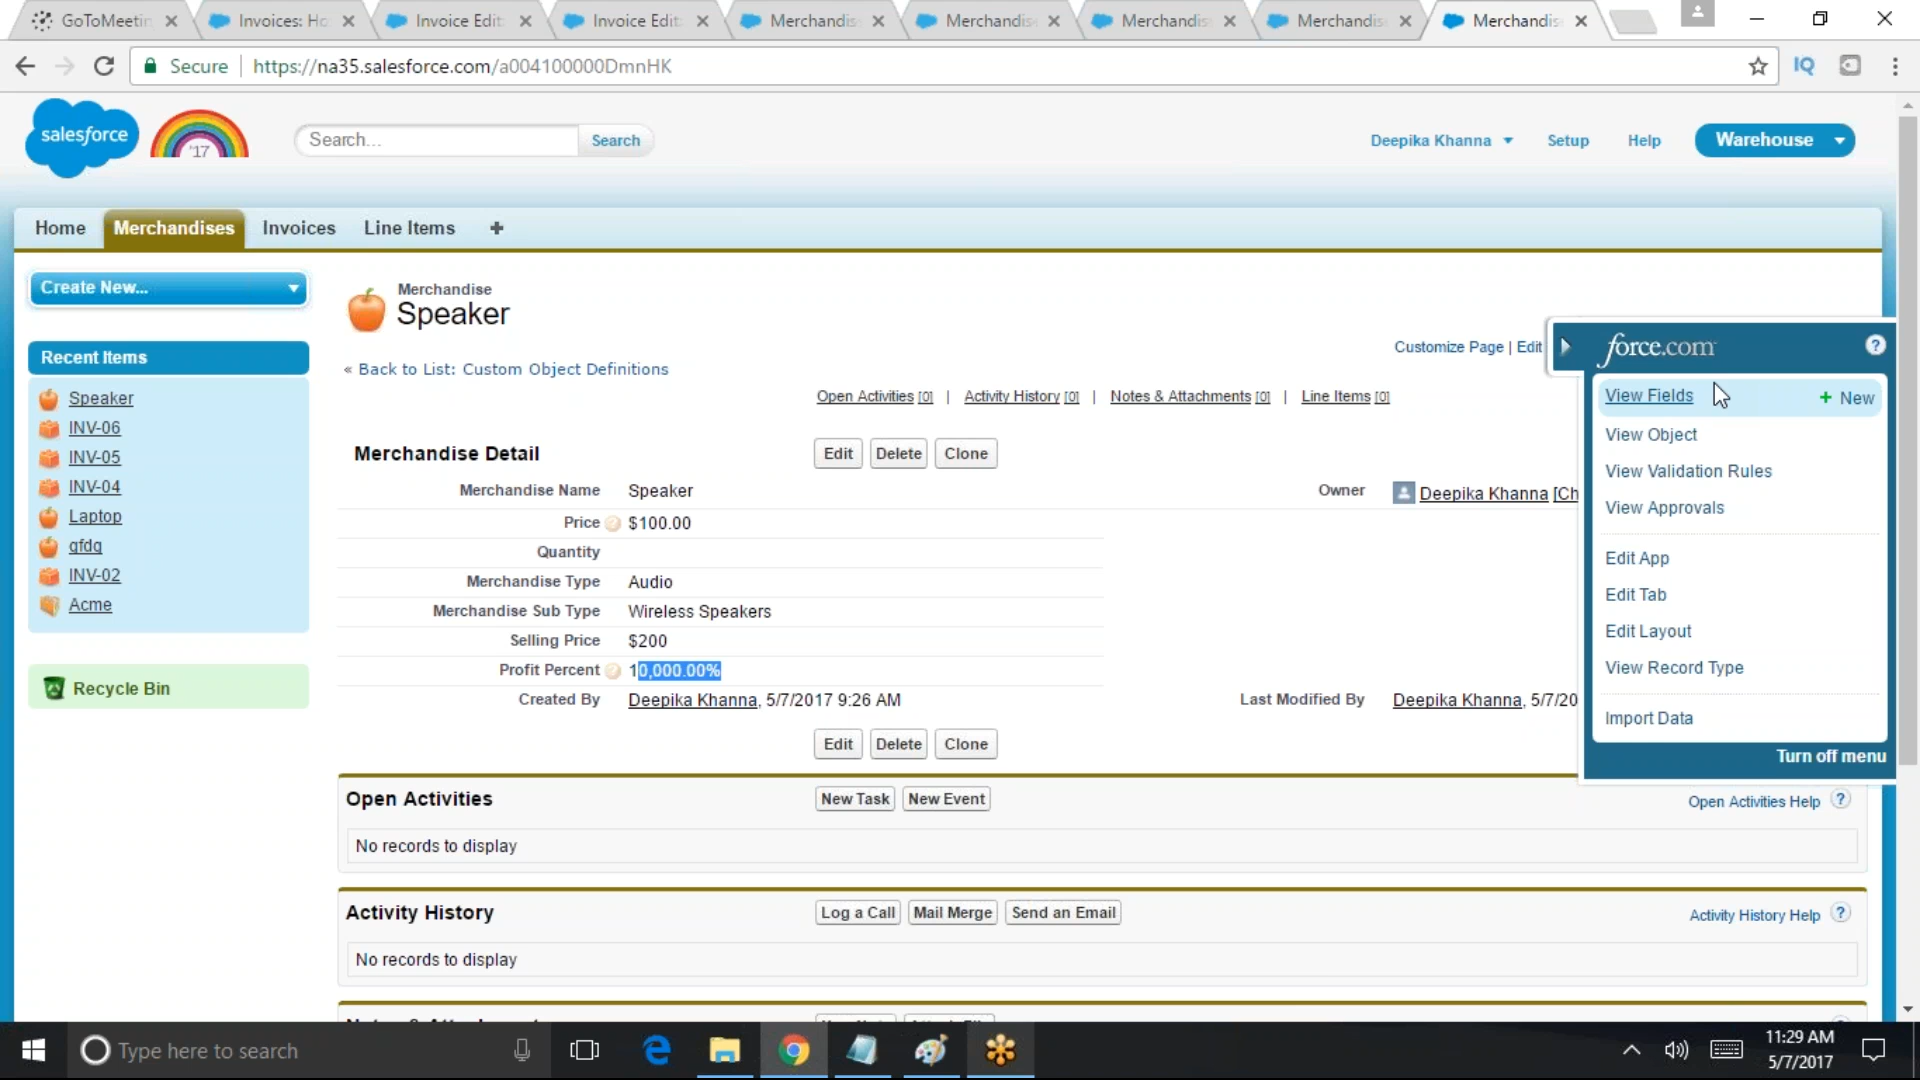 GoToMeetin
Invoices: Ho
Invoice Edit
Invoice Edit
Merchandis
Merchandis
Merchandis
Merchandis
Merchandis
Secure
https://na35.salesforce.com/a004100000DmnHK
IQ
salesforce
'17
Search...
Search
Deepika Khanna
Setup
Help
Warehouse
Home
Merchandises
Invoices
Line Items
+
Create New...
Recent Items
Speaker
INV-06
INV-05
INV-04
Laptop
gfdg
INV-02
Acme
Recycle Bin
Merchandise
Speaker
« Back to List: Custom Object Definitions
Customize Page | Edit
Open Activities [0] | Activity History [0] | Notes & Attachments [0] | Line Items [0]
Merchandise Detail
Edit Delete Clone
Merchandise Name Speaker
Owner Deepika Khanna [Ch
Price $100.00
Quantity
Merchandise Type Audio
Merchandise Sub Type Wireless Speakers
Selling Price $200
Profit Percent 10,000.00%
Created By Deepika Khanna, 5/7/2017 9:26 AM
Last Modified By Deepika Khanna, 5/7/20
Edit Delete Clone
force.com
?
View Fields
+ New
View Object
View Validation Rules
View Approvals
Edit App
Edit Tab
Edit Layout
View Record Type
Import Data
Turn off menu
Open Activities
New Task New Event
Open Activities Help ?
No records to display
Activity History
Log a Call Mail Merge Send an Email
Activity History Help ?
No records to display
Type here to search
11:29 AM
5/7/2017